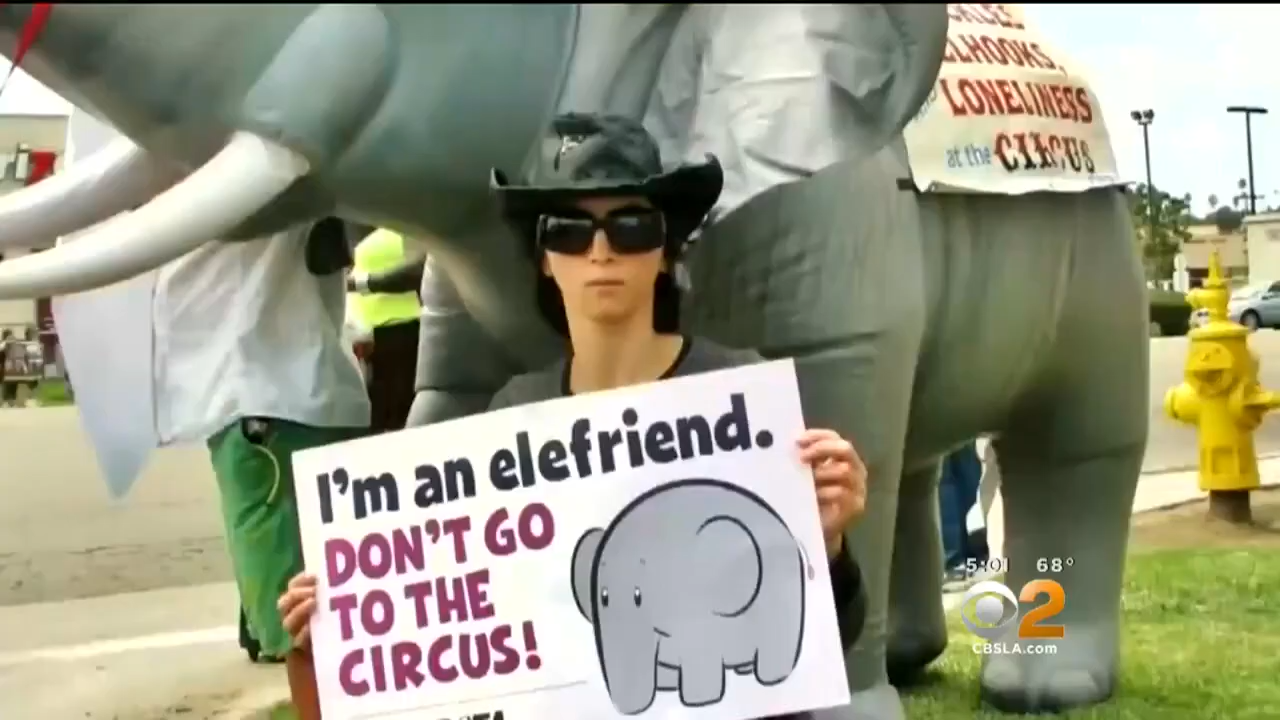 LONELINESS
at the CIRCUS
I'm an elefriend.
DON'T GO
TO THE
CIRCUS!
5:01 68°
2
CBSLA.com